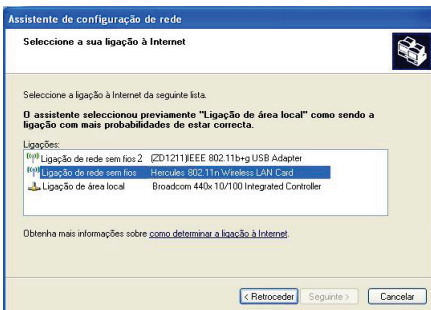 Assistente de configuração de rede
Seleccione a sua ligação à Internet
Seleccione a ligação à Internet da seguinte lista.
O assistente seleccionou previamente "Ligação de área local" como sendo a
ligação com mais probabilidades de estar correcta.
Ligações:
Ligação de rede sem fios 2 (ZD1211)IEEE 802.11b+g USB Adapter
Ligação de rede sem fios Hercules 802.11n Wireless LAN Card
Ligação de área local Broadcom 440x 10/100 Integrated Controller
Obtenha mais informações sobre como determinar a ligação à Internet.
< Retroceder Seguinte > Cancelar